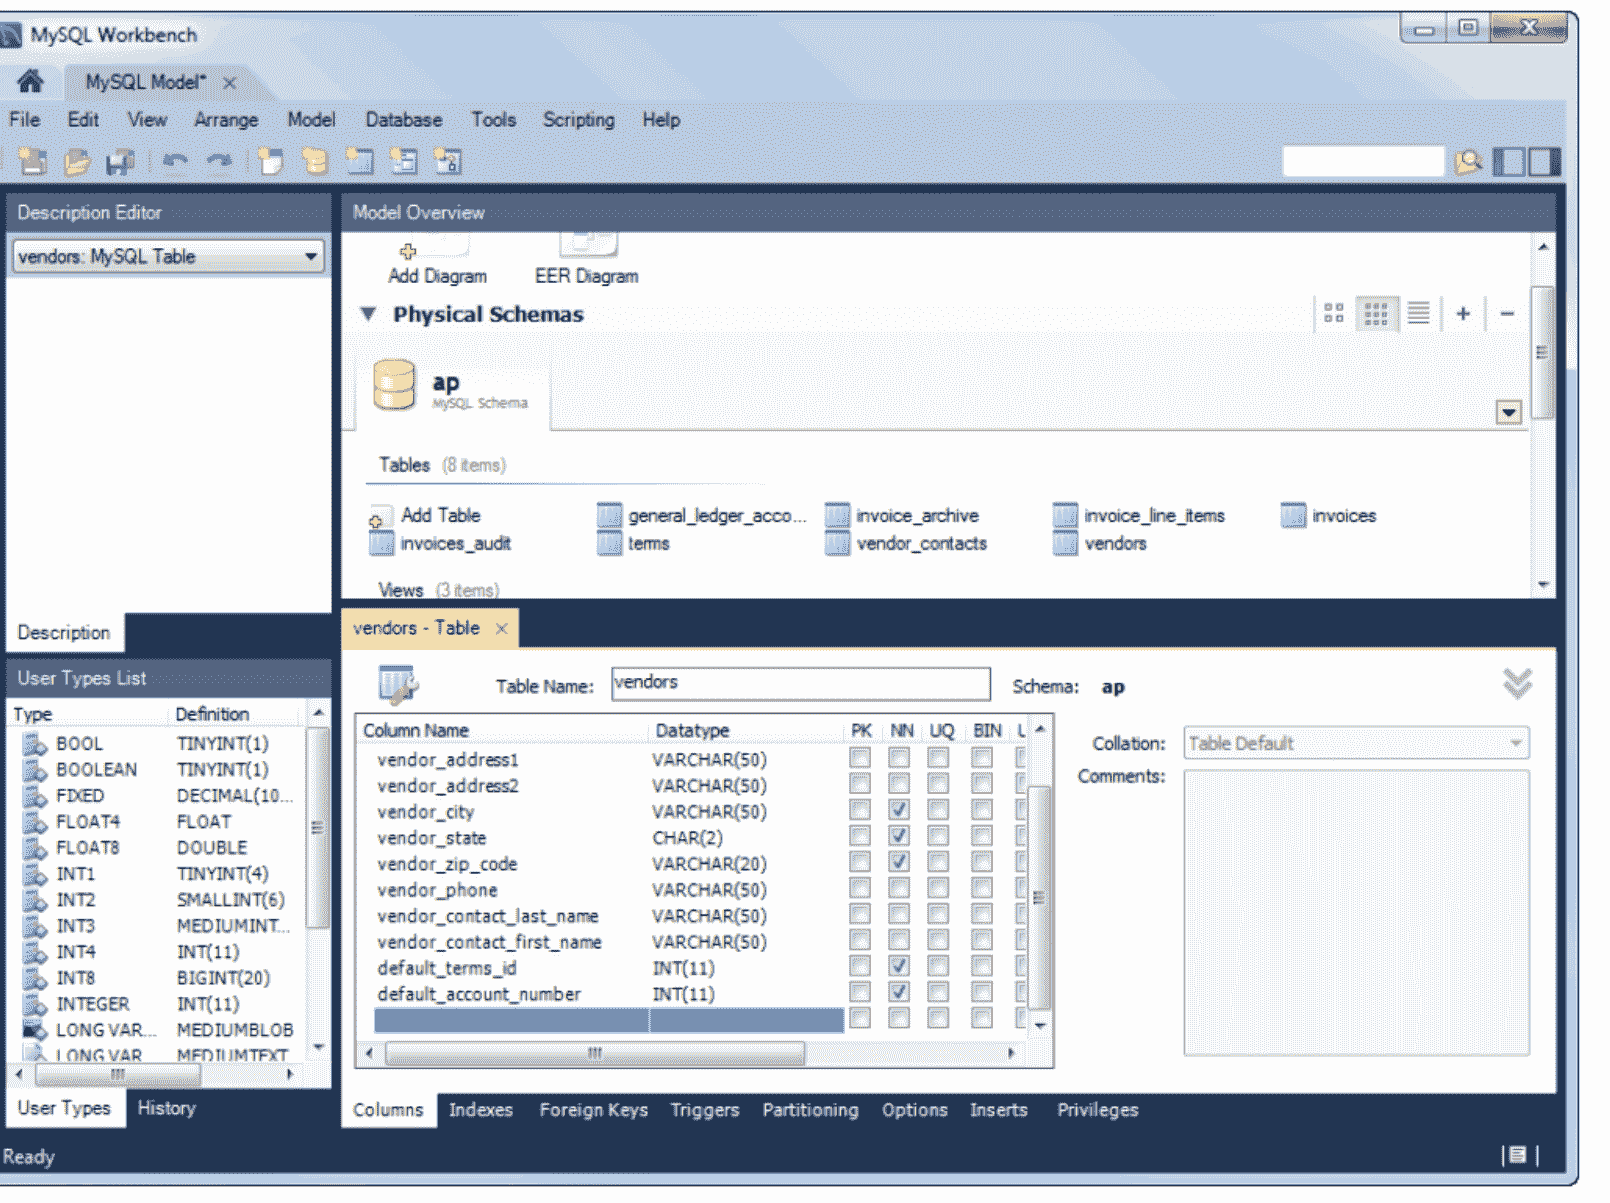 MySQL Workbench
MySQL Model*
File Edit View Arrange Model Database Tools Scripting Help
Description Editor
vendors: MySQL Table
Description
User Types List
Type Definition
BOOL TINYINT(1)
BOOLEAN TINYINT(1)
FIXED DECIMAL(10...
FLOAT4 FLOAT
FLOAT8 DOUBLE
INT1 TINYINT(4)
INT2 SMALLINT(6)
INT3 MEDIUMINT...
INT4 INT(11)
INT8 BIGINT(20)
INTEGER INT(11)
LONG VAR... MEDIUMBLOB
LONG VAR MEDIUMTEXT
User Types History
Model Overview
Add Diagram EER Diagram
Physical Schemas
ap
MySQL Schema
Tables (8 items)
Add Table general_ledger_acco... invoice_archive invoice_line_items invoices
invoices_audit terms vendor_contacts vendors
Views (3 items)
vendors - Table
Table Name: vendors Schema: ap
Column Name Datatype PK NN UQ BIN
vendor_address1 VARCHAR(50)
vendor_address2 VARCHAR(50)
vendor_city VARCHAR(50)
vendor_state CHAR(2)
vendor_zip_code VARCHAR(20)
vendor_phone VARCHAR(50)
vendor_contact_last_name VARCHAR(50)
vendor_contact_first_name VARCHAR(50)
default_terms_id INT(11)
default_account_number INT(11)
Collation: Table Default
Comments:
Columns Indexes Foreign Keys Triggers Partitioning Options Inserts Privileges
Ready